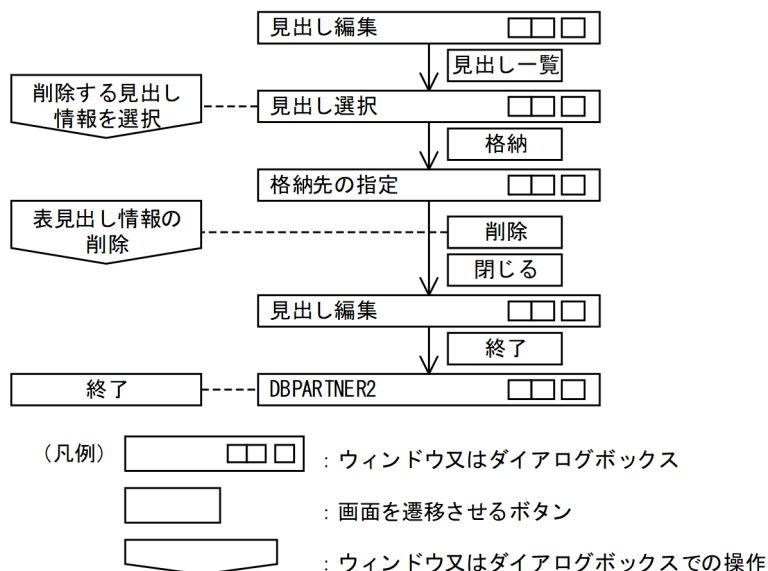 見出し編集
見出し一覧
削除する見出し
情報を選択
見出し選択
格納
格納先の指定
表見出し情報の
削除
削除
閉じる
見出し編集
終了
終了
DBPARTNER2
(凡例)
:ウィンドウ又はダイアログボックス
:画面を遷移させるボタン
:ウィンドウ又はダイアログボックスでの操作